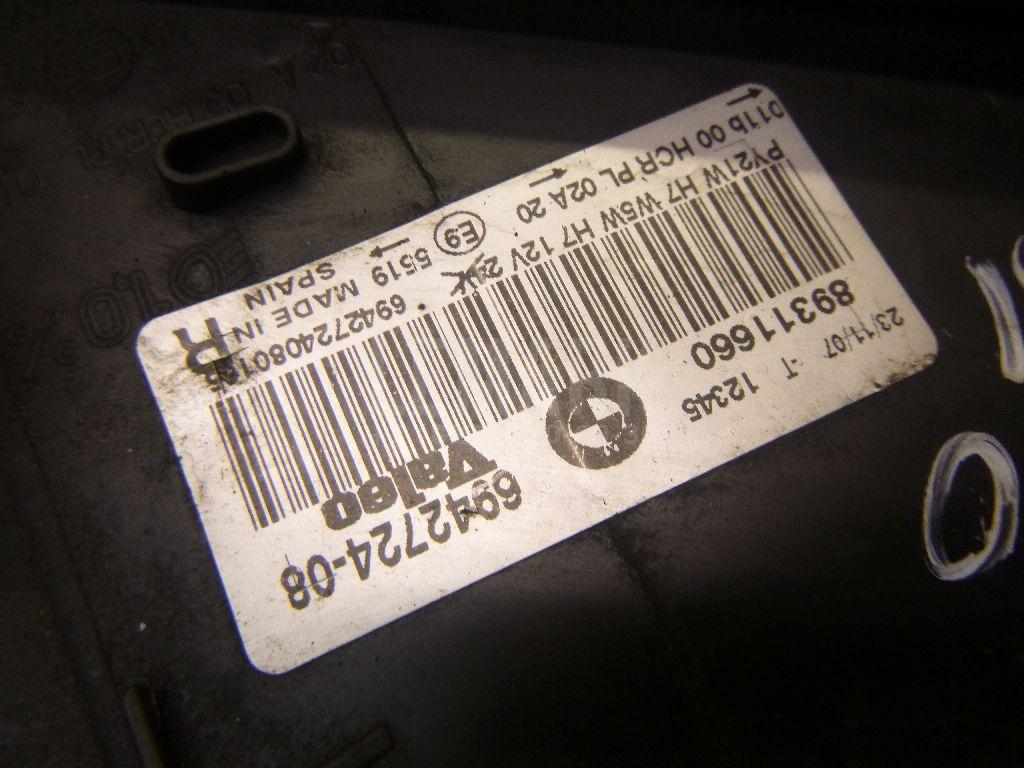 23/11/07 -T 12345 6942724-08
89311660 Valeo
PY21W H7 W5W H7 12V
011b 00 HCR PL 02A 20 E9 5519 MADE IN
SPAIN
R